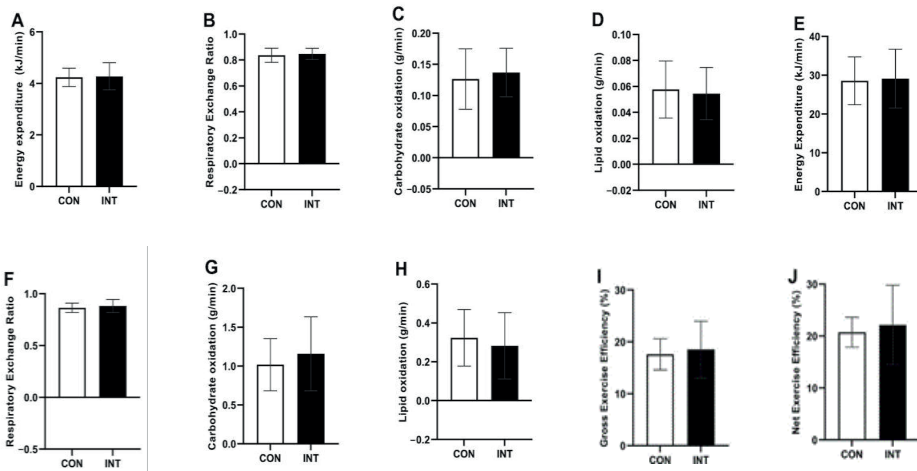 A
Energy expenditure (kJ/min)
6
4
2
0
CON INT
B
Respiratory Exchange Ratio
1.0
0.8
0.6
0.4
0.2
0.0
−0.2
CON INT
C
Carbohydrate oxidation (g/min)
0.20
0.15
0.10
0.05
0.00
−0.05
CON INT
D
Lipid oxidation (g/min)
0.10
0.08
0.06
0.04
0.02
0.00
−0.02
CON INT
E
Energy Expenditure (kJ/min)
40
30
20
10
0
CON INT
F
Respiratory Exchange Ratio
1.0
0.5
0.0
−0.5
CON INT
G
Carbohydrate oxidation (g/min)
2.0
1.5
1.0
0.5
0.0
CON INT
H
Lipid oxidation (g/min)
0.6
0.4
0.2
0.0
−0.2
CON INT
I
Gross Exercise Efficiency (%)
30
20
10
0
CON INT
J
Net Exercise Efficiency (%)
30
20
10
0
CON INT